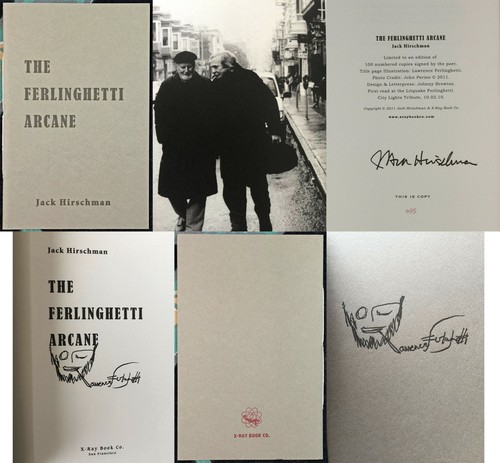 THE
FERLINGHETTI
ARCANE
Jack Hirschman
THE FERLINGHETTI ARCANE
Jack Hirschman
Limited to an edition of
100 numbered copies signed by the poet.
Title page Illustration: Lawrence Ferlinghetti.
Photo Credit: John Perino © 2011.
Design & Letterpress: Johnny Brewton.
First read at the Litquake Ferlinghetti
City Lights Tribute, 10.02.10.
Copyright © 2011 Jack Hirschman & X-Ray Book Co.
www.xraybookco.com
Jack Hirschman
THIS IS COPY
Jack Hirschman
THE
FERLINGHETTI
ARCANE
Lawrence Ferlinghetti
X-Ray Book Co.
San Francisco
X-RAY BOOK CO.
Lawrence Ferlinghetti